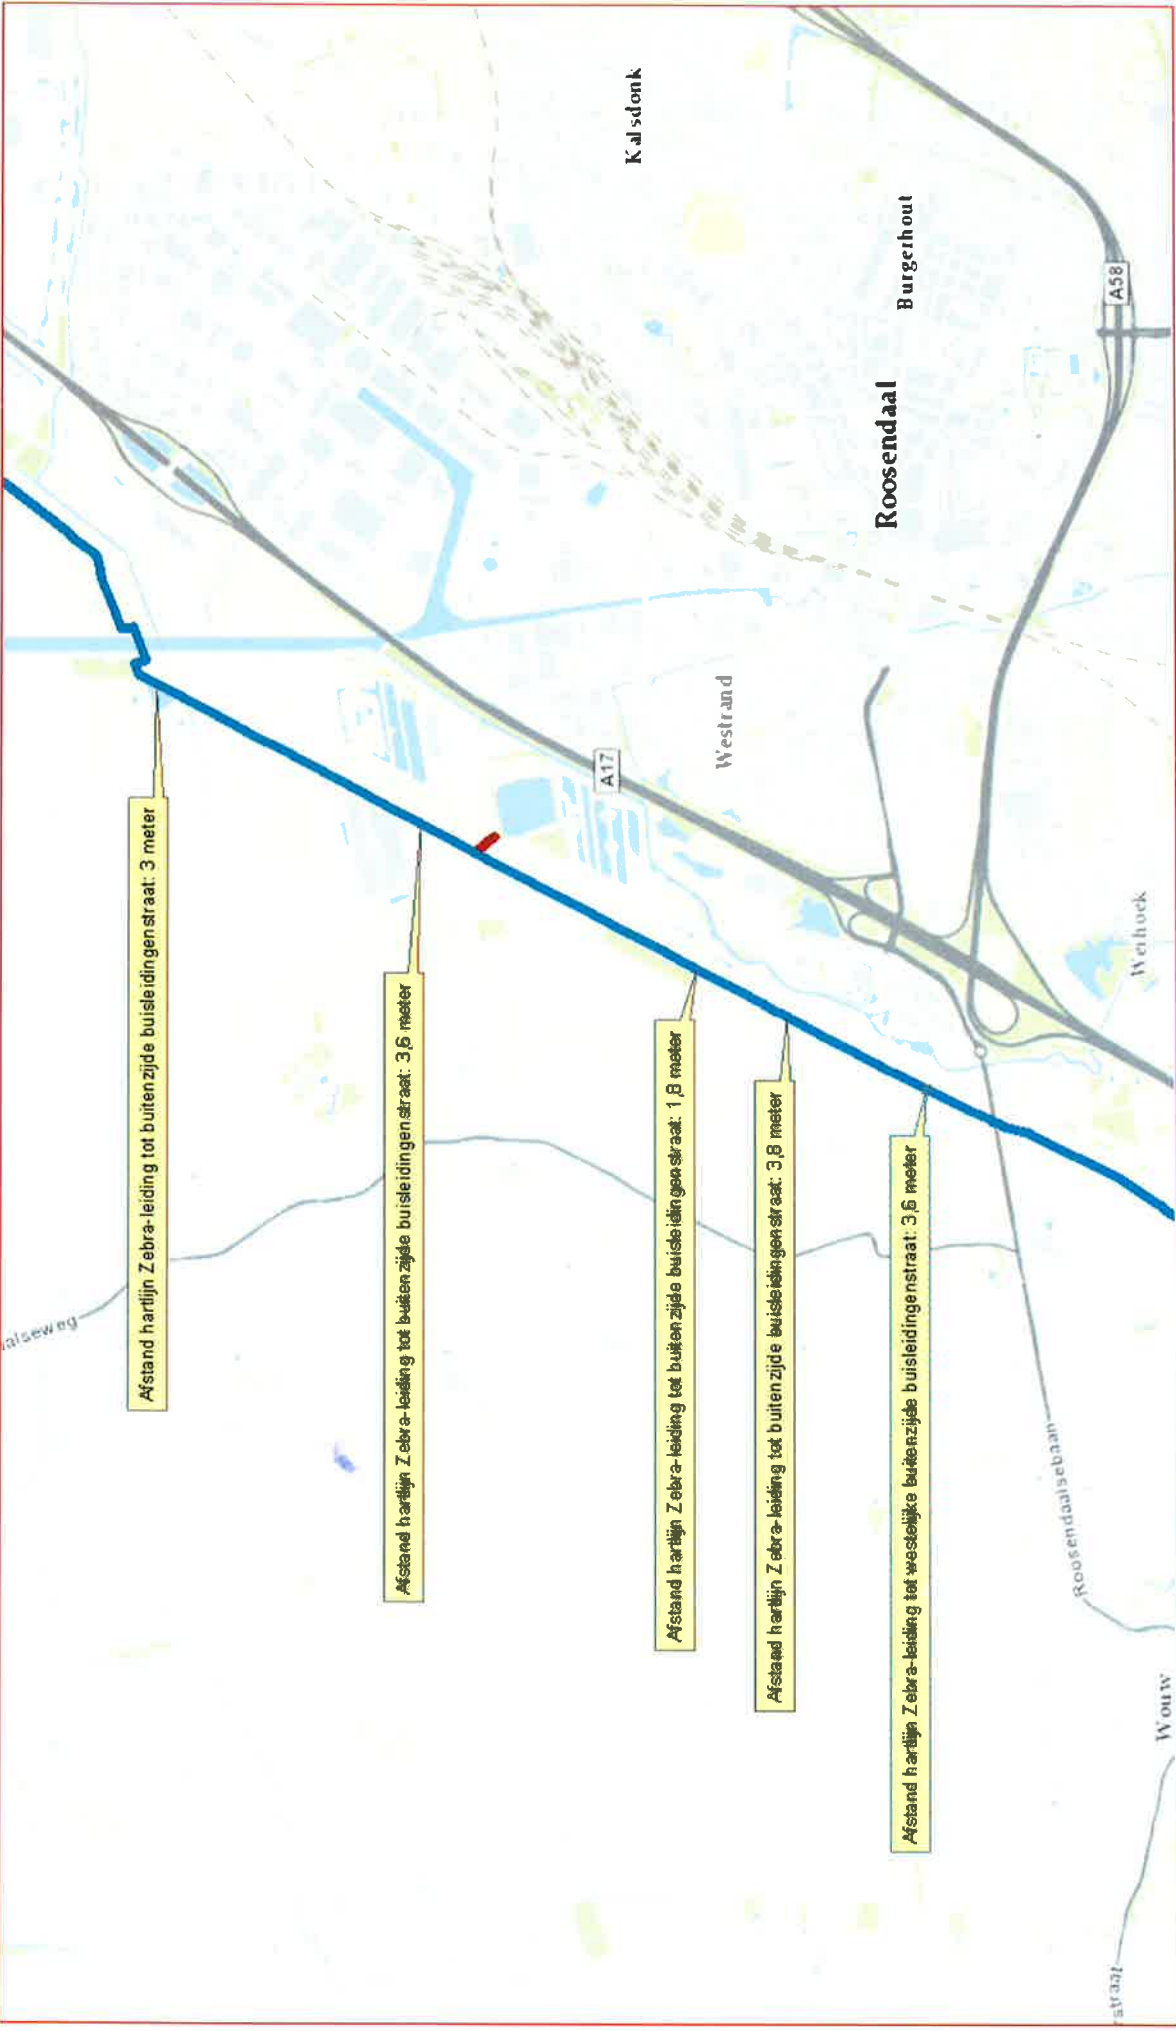 Afstand hartlijn Zebra-leiding tot buitenzijde buisleidingenstraat: 3 meter
Afstand hartlijn Zebra-leiding tot buitenzijde buisleidingenstraat: 3,6 meter
Afstand hartlijn Zebra-leiding tot buitenzijde buisleidingenstraat: 1,8 meter
Afstand hartlijn Zebra-leiding tot buitenzijde buisleidingenstraat: 3,8 meter
Afstand hartlijn Zebra-leiding tot westelijke buitenzijde buisleidingenstraat: 3,6 meter
Kalsdonk
Burgerhout
Roosendaal
A58
A17
Westrand
Weihoek
alseweg
Roosendaalsebaan
Wouw
straat